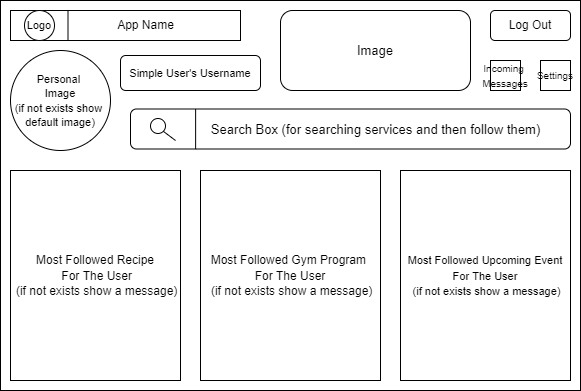 Logo
App Name
Image
Log Out
Personal
Image
(if not exists show
default image)
Simple User's Username
Incoming
Messages
Settings
Search Box (for searching services and then follow them)
Most Followed Recipe
For The User
(if not exists show a message)
Most Followed Gym Program
For The User
(if not exists show a message)
Most Followed Upcoming Event
For The User
(if not exists show a message)